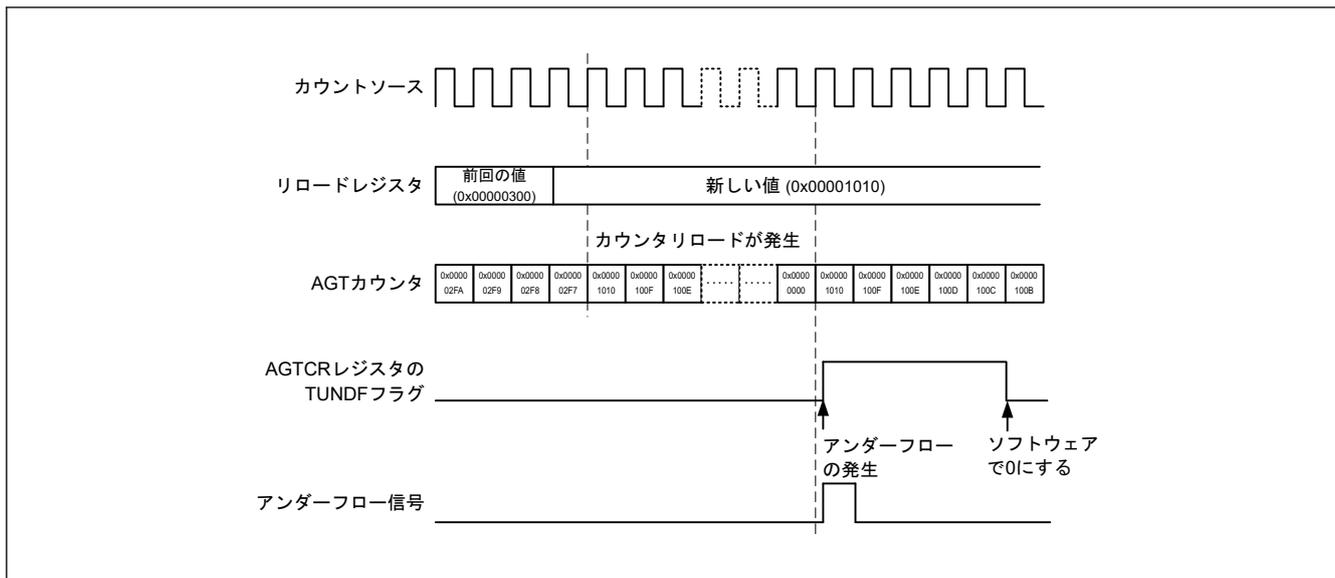 カウントソース
リロードレジスタ
前回の値
(0x00000300)
新しい値 (0x00001010)
カウンタリロードが発生
AGTカウンタ
0x0000 02FA
0x0000 02F9
0x0000 02F8
0x0000 02F7
0x0000 1010
0x0000 100F
0x0000 100E
......
......
0x0000 0000
0x0000 1010
0x0000 100F
0x0000 100E
0x0000 100D
0x0000 100C
0x0000 100B
AGTCRレジスタの
TUNDFフラグ
アンダーフロー
の発生
ソフトウェア
で0にする
アンダーフロー信号